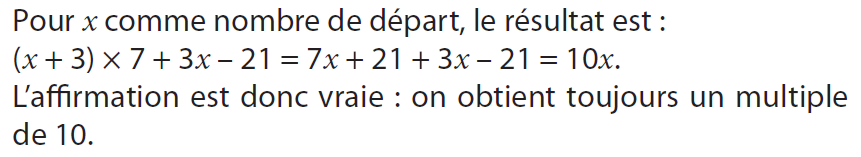 Pour x comme nombre de départ, le résultat est :
(x + 3) × 7 + 3x – 21 = 7x + 21 + 3x – 21 = 10x.
L’affirmation est donc vraie : on obtient toujours un multiple
de 10.